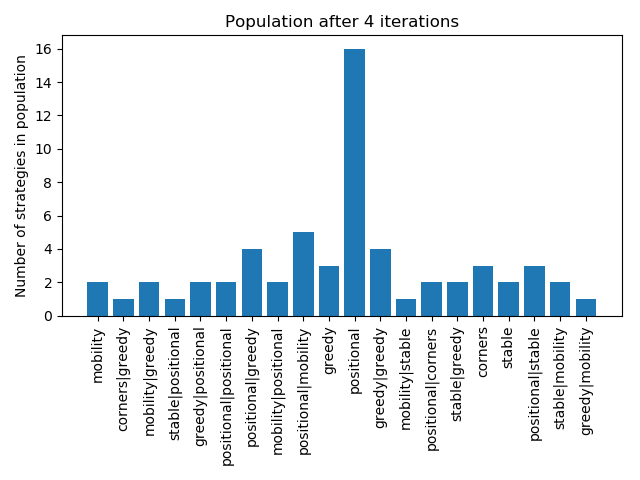 Population after 4 iterations
Number of strategies in population
16
14
12
10
8
6
4
2
0
mobility
corners|greedy
mobility|greedy
stable|positional
greedy|positional
positional|positional
positional|greedy
mobility|positional
positional|mobility
greedy
positional
greedy|greedy
mobility|stable
positional|corners
stable|greedy
corners
stable
positional|stable
stable|mobility
greedy|mobility